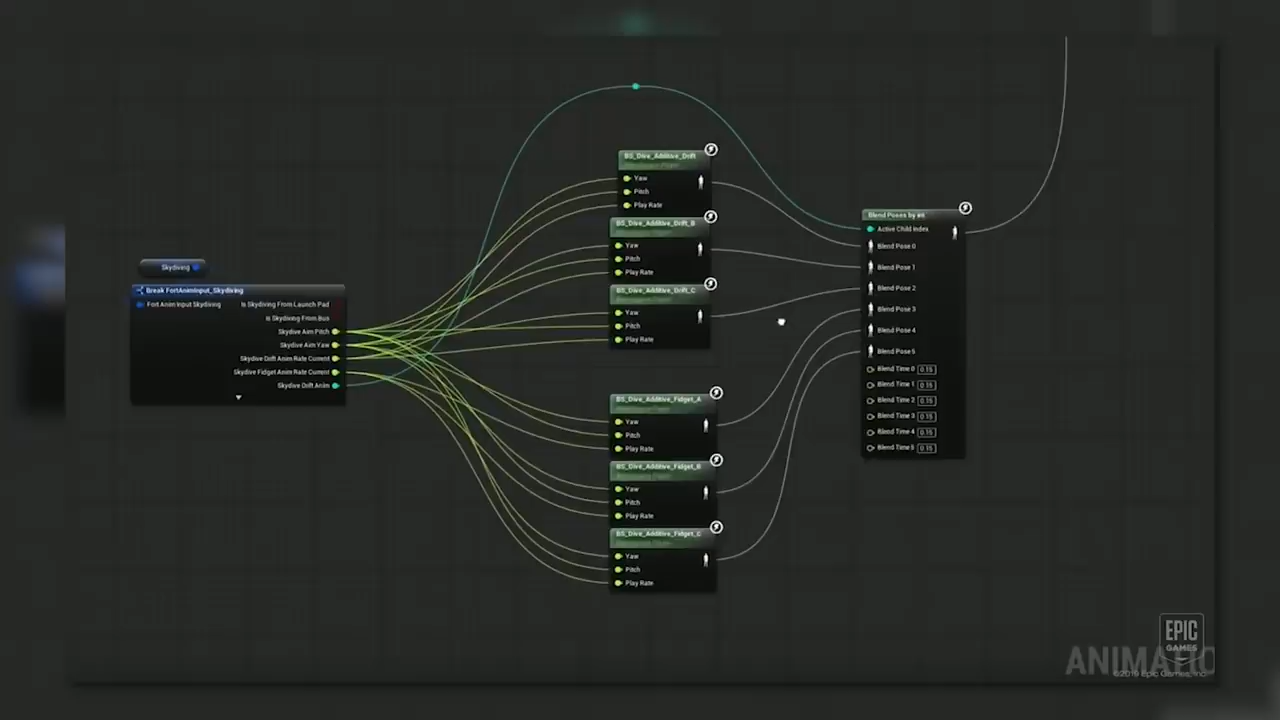 Skydiving
Break FortAnimInput_Skydiving
Fort Anim Input Skydiving
Is Skydiving From Launch Pad
Is Skydiving From Bus
Skydive Aim Pitch
Skydive Aim Yaw
Skydive Drift Anim Rate Current
Skydive Fidget Anim Rate Current
Skydive Drift Anim
BS_Dive_Additive_Drift
Yaw
Pitch
Play Rate
BS_Dive_Additive_Drift_B
Yaw
Pitch
Play Rate
BS_Dive_Additive_Drift_C
Yaw
Pitch
Play Rate
BS_Dive_Additive_Fidget_A
Yaw
Pitch
Play Rate
BS_Dive_Additive_Fidget_B
Yaw
Pitch
Play Rate
BS_Dive_Additive_Fidget_C
Yaw
Pitch
Play Rate
Blend Poses by
Active Child Index
Blend Pose 0
Blend Pose 1
Blend Pose 2
Blend Pose 3
Blend Pose 4
Blend Pose 5
Blend Time 0 0.15
Blend Time 1 0.15
Blend Time 2 0.15
Blend Time 3 0.15
Blend Time 4 0.15
Blend Time 5 0.15
EPIC
GAMES
ANIMATIO
©2019 Epic Games, Inc.